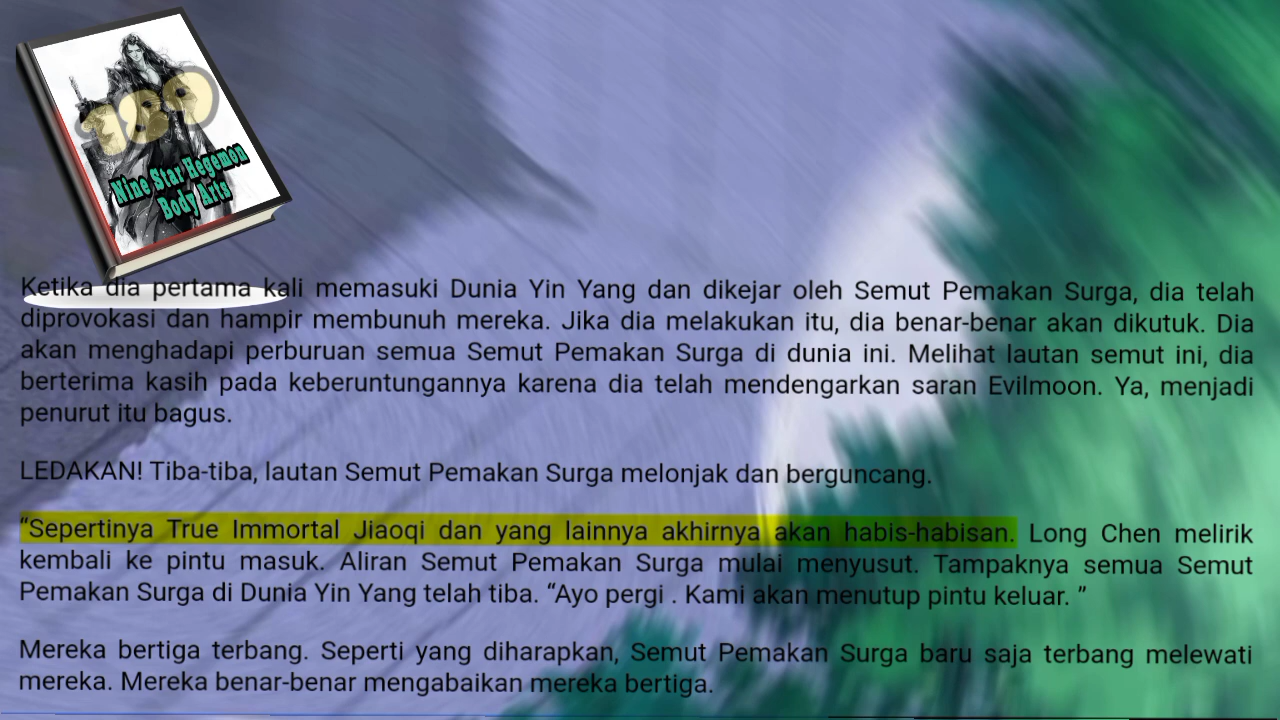 189
Nine Star Hegemon
Body Arts
Ketika dia pertama kali memasuki Dunia Yin Yang dan dikejar oleh Semut Pemakan Surga, dia telah
diprovokasi dan hampir membunuh mereka. Jika dia melakukan itu, dia benar-benar akan dikutuk. Dia
akan menghadapi perburuan semua Semut Pemakan Surga di dunia ini. Melihat lautan semut ini, dia
berterima kasih pada keberuntungannya karena dia telah mendengarkan saran Evilmoon. Ya, menjadi
penurut itu bagus.
LEDAKAN! Tiba-tiba, lautan Semut Pemakan Surga melonjak dan berguncang.
“Sepertinya True Immortal Jiaoqi dan yang lainnya akhirnya akan habis-habisan. Long Chen melirik
kembali ke pintu masuk. Aliran Semut Pemakan Surga mulai menyusut. Tampaknya semua Semut
Pemakan Surga di Dunia Yin Yang telah tiba. “Ayo pergi . Kami akan menutup pintu keluar. ”
Mereka bertiga terbang. Seperti yang diharapkan, Semut Pemakan Surga baru saja terbang melewati
mereka. Mereka benar-benar mengabaikan mereka bertiga.